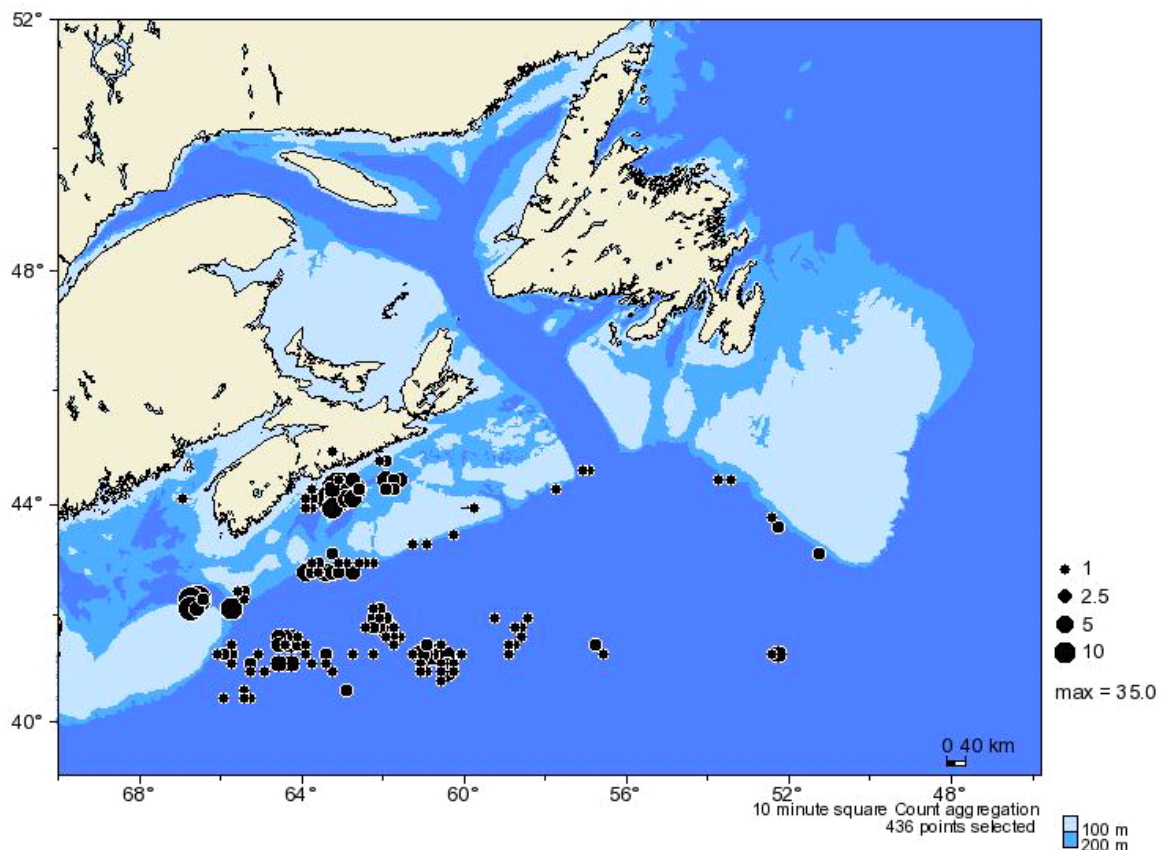 52°
48°
44°
40°
1
2.5
5
10
max = 35.0
0 40 km
68° 64° 60° 56° 52° 48°
10 minute square Count aggregation
436 points selected
100 m
200 m